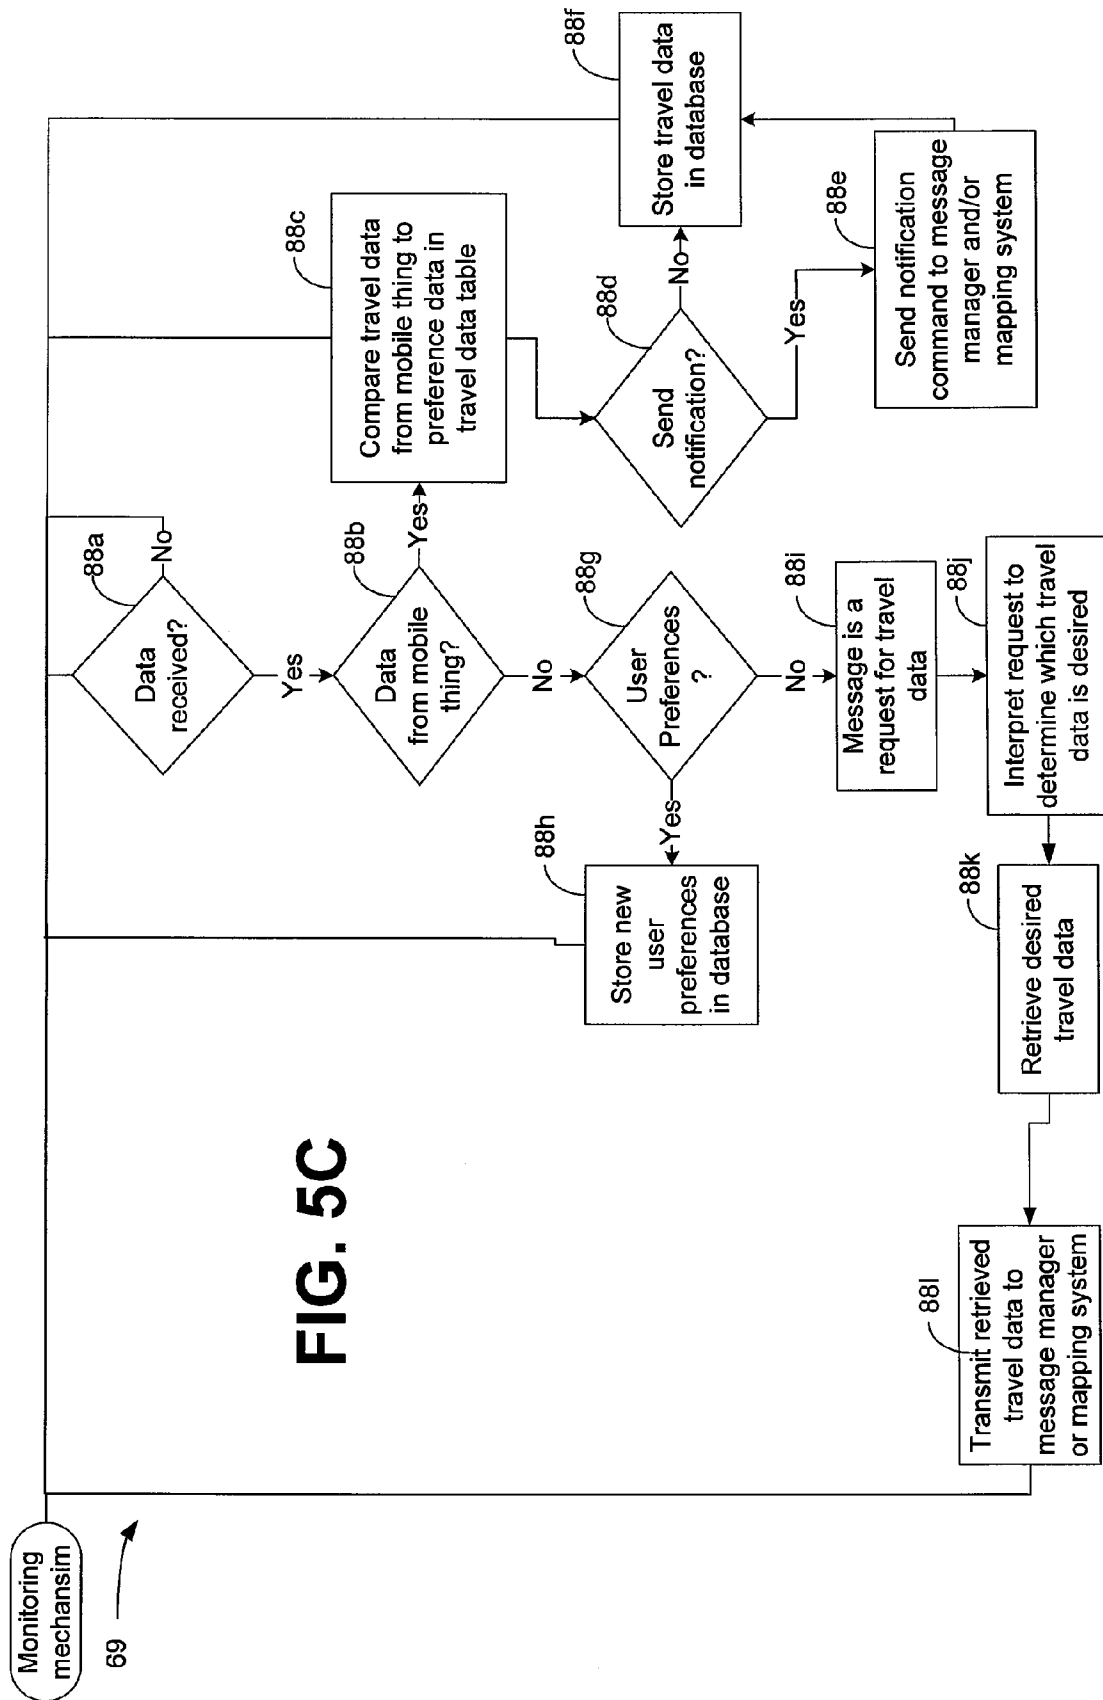 Monitoring
mechansim
69
FIG. 5C
88a
Data
received?
No
Yes
88b
Data
from mobile
thing?
Yes
No
88c
Compare travel data
from mobile thing to
preference data in
travel data table
88d
Send
notification?
No
Yes
88e
Send notification
command to message
manager and/or
mapping system
88f
Store travel data
in database
88g
User
Preferences
?
Yes
No
88h
Store new
user
preferences
in database
88i
Message is a
request for travel
data
88j
Interpret request to
determine which travel
data is desired
88k
Retrieve desired
travel data
88l
Transmit retrieved
travel data to
message manager
or mapping system